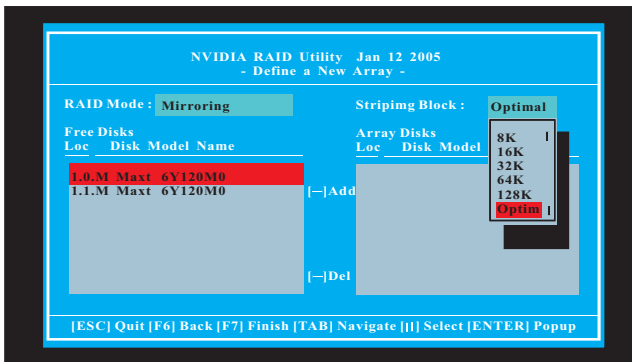 NVIDIA RAID Utility Jan 12 2005
- Define a New Array -
RAID Mode : Mirroring
Stripimg Block : Optimal
Free Disks
Loc Disk Model Name
Array Disks
Loc Disk Model
8K
16K
32K
64K
128K
Optim
1.0.M Maxt 6Y120M0
1.1.M Maxt 6Y120M0
[─]Add
[─]Del
[ESC] Quit [F6] Back [F7] Finish [TAB] Navigate [||] Select [ENTER] Popup